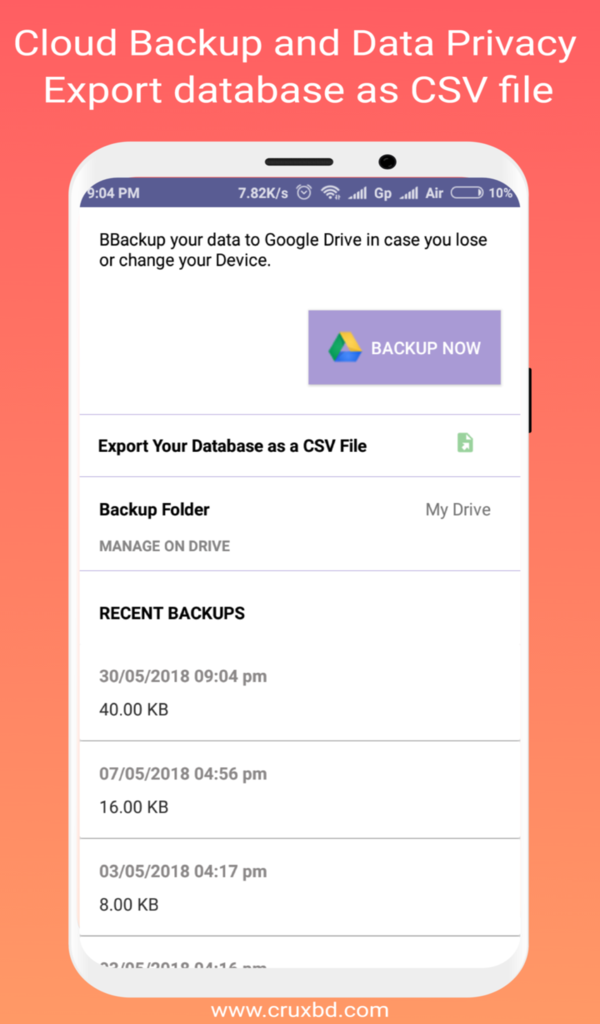 Cloud Backup and Data Privacy
Export database as CSV file
9:04 PM 7.82K/s Gp Air 10%
BBackup your data to Google Drive in case you lose
or change your Device.
BACKUP NOW
Export Your Database as a CSV File
Backup Folder My Drive
MANAGE ON DRIVE
RECENT BACKUPS
30/05/2018 09:04 pm
40.00 KB
07/05/2018 04:56 pm
16.00 KB
03/05/2018 04:17 pm
8.00 KB
www.cruxbd.com